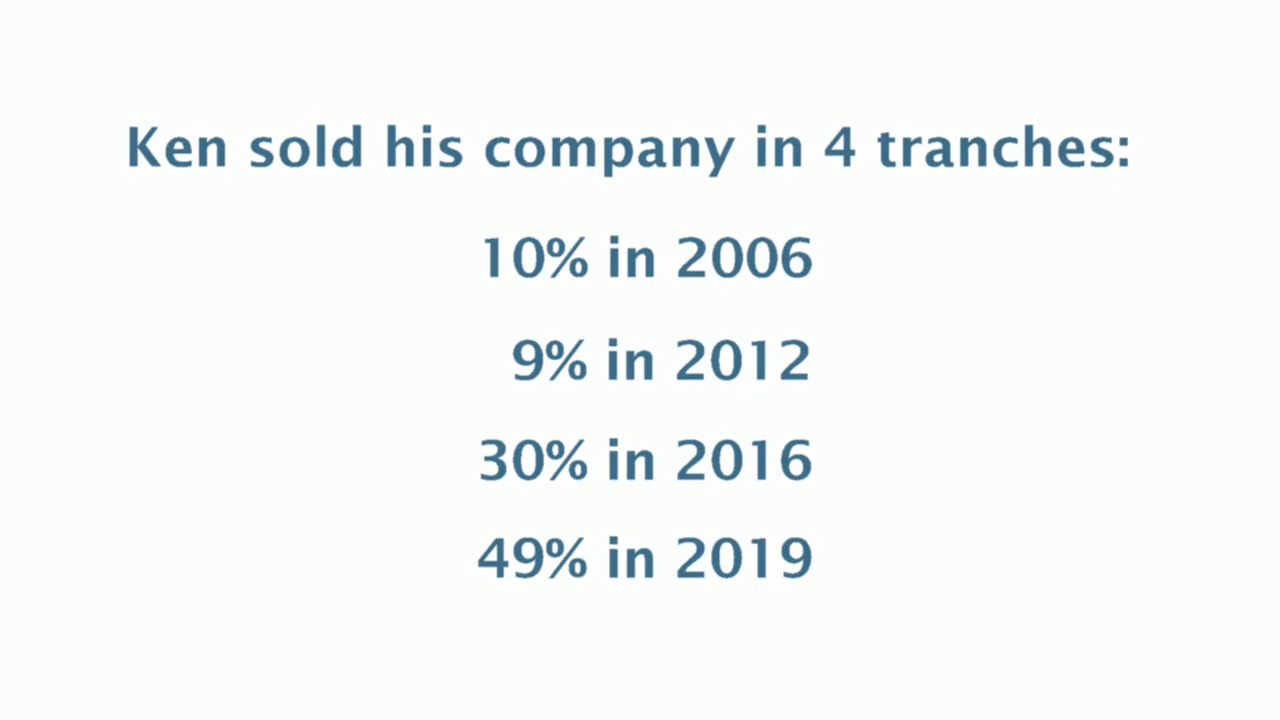 Ken sold his company in 4 tranches:
10% in 2006
9% in 2012
30% in 2016
49% in 2019